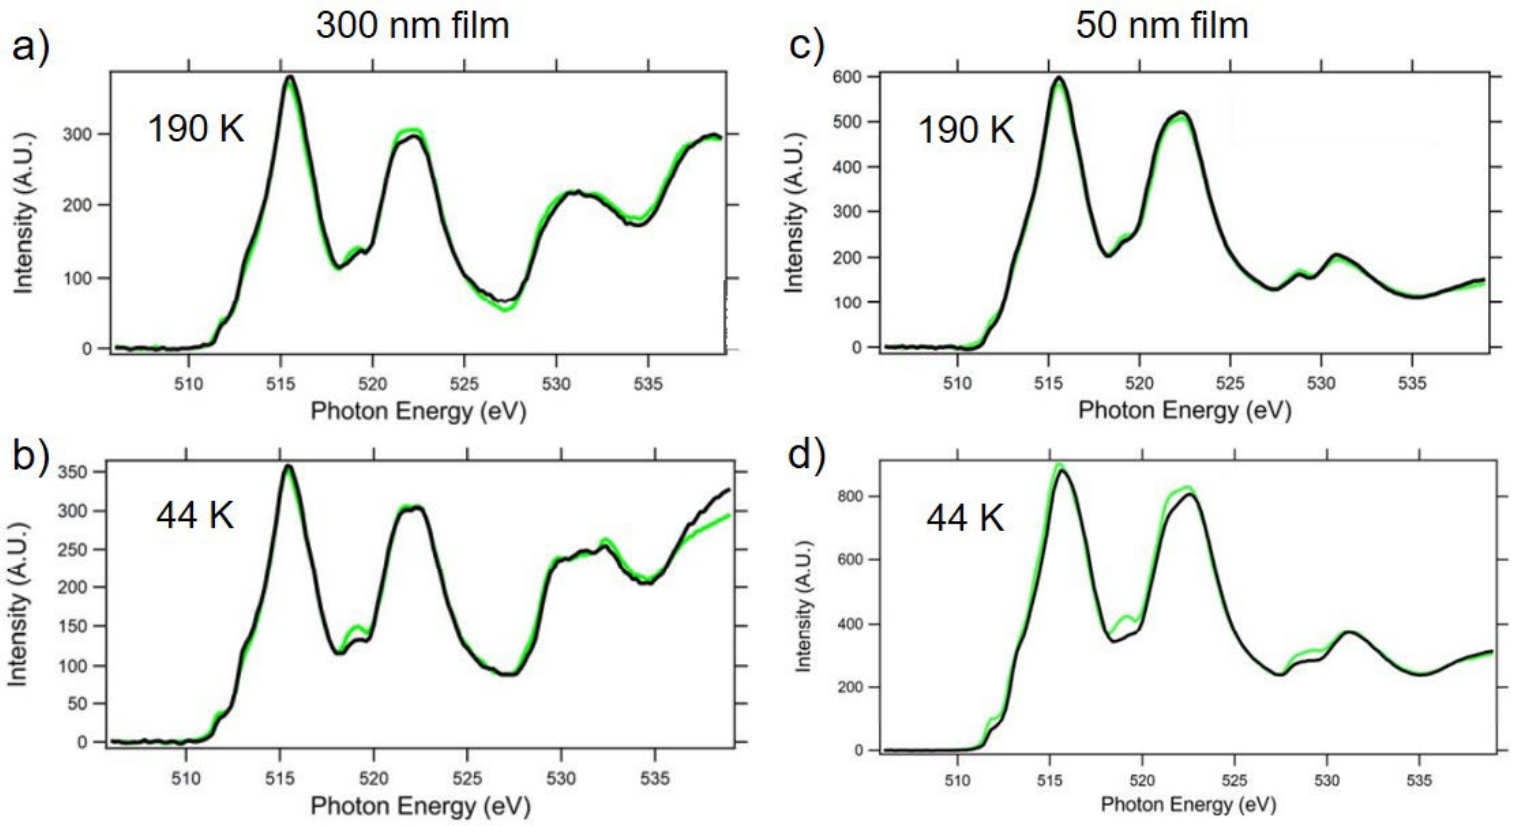 300 nm film
a)
190 K
Intensity (A.U.)
300
200
100
0
510 515 520 525 530 535
Photon Energy (eV)
b)
44 K
Intensity (A.U.)
350
300
250
200
150
100
50
0
510 515 520 525 530 535
Photon Energy (eV)
50 nm film
c)
190 K
Intensity (A.U.)
600
500
400
300
200
100
0
510 515 520 525 530 535
Photon Energy (eV)
d)
44 K
Intensity (A.U.)
800
600
400
200
0
510 515 520 525 530 535
Photon Energy (eV)